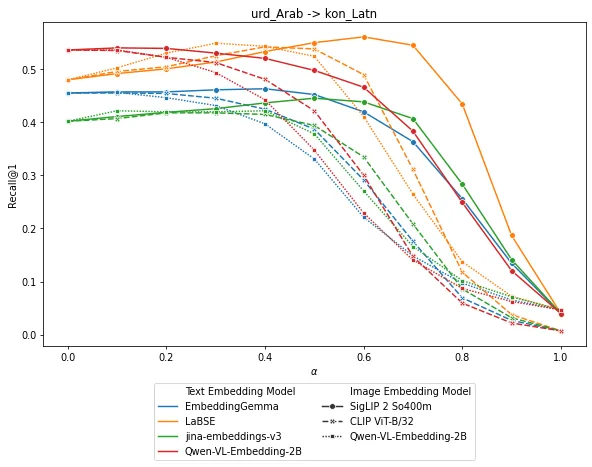 urd_Arab -> kon_Latn
Recall@1
0.5
0.4
0.3
0.2
0.1
0.0
0.0 0.2 0.4 0.6 0.8 1.0
α
Text Embedding Model Image Embedding Model
EmbeddingGemma SigLIP 2 So400m
LaBSE CLIP ViT-B/32
jina-embeddings-v3 Qwen-VL-Embedding-2B
Qwen-VL-Embedding-2B